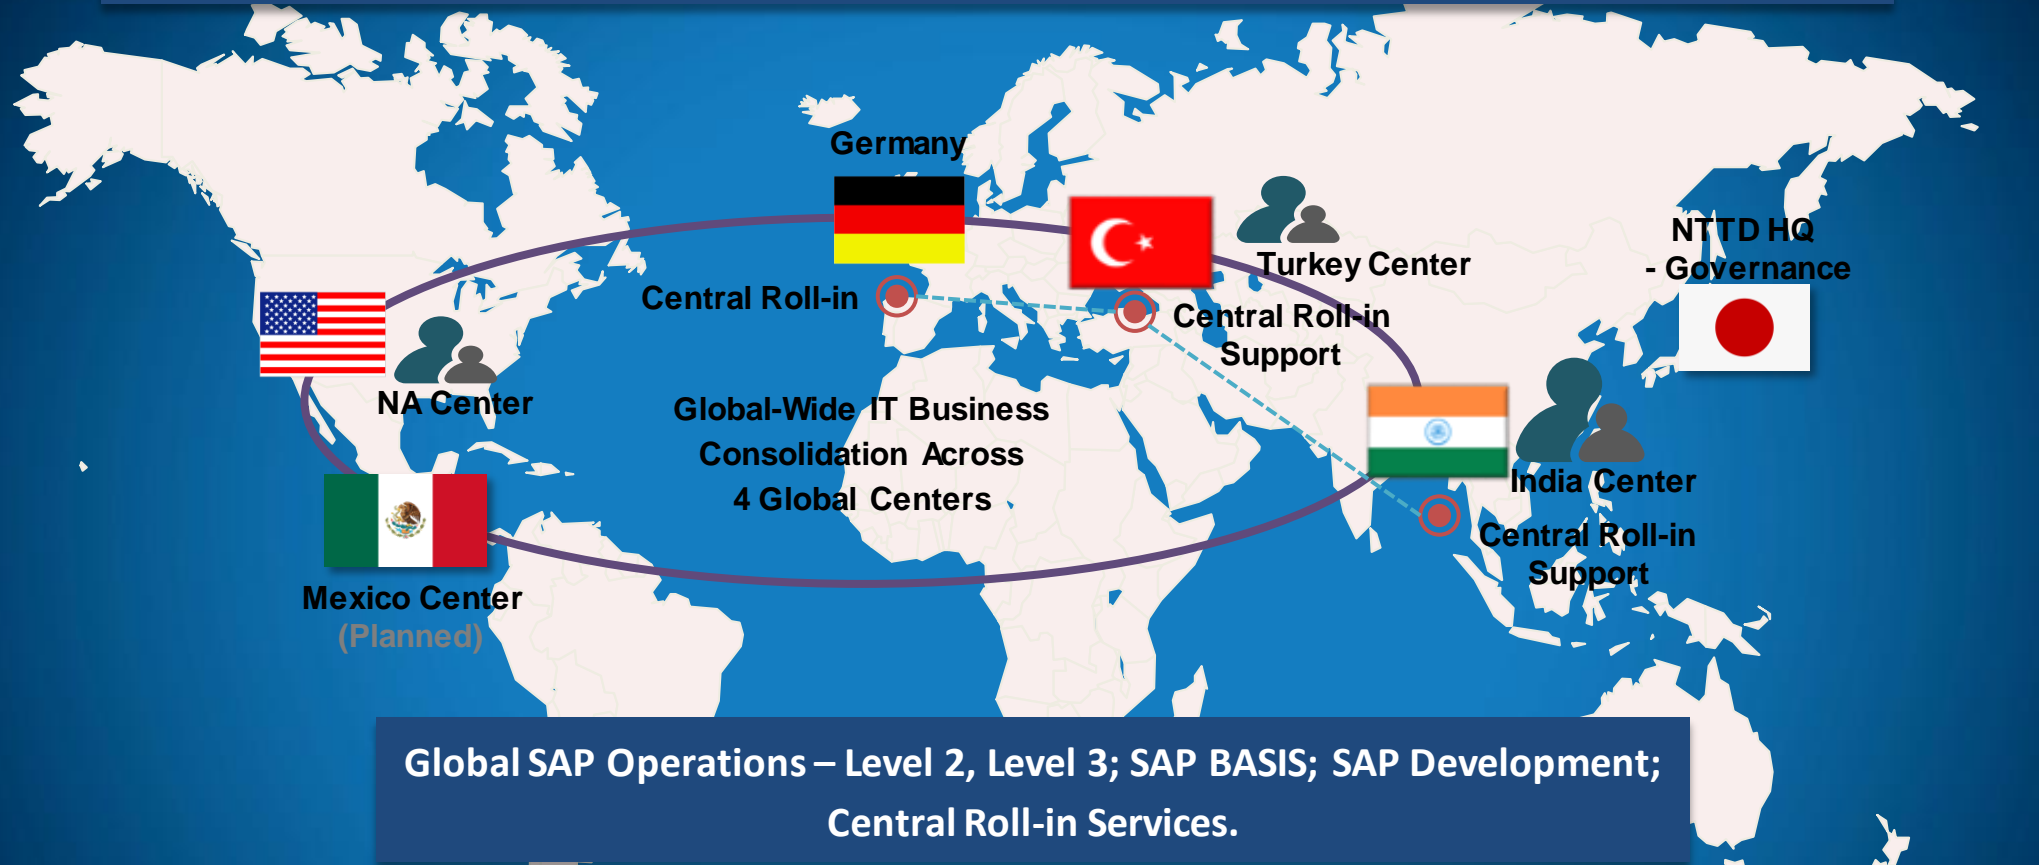 Germany
NTTD HQ
- Governance
Turkey Center
Central Roll-in
Central Roll-in
Support
NA Center
Global-Wide IT Business
Consolidation Across
4 Global Centers
India Center
Central Roll-in
Support
Mexico Center
(Planned)
Global SAP Operations – Level 2, Level 3; SAP BASIS; SAP Development;
Central Roll-in Services.